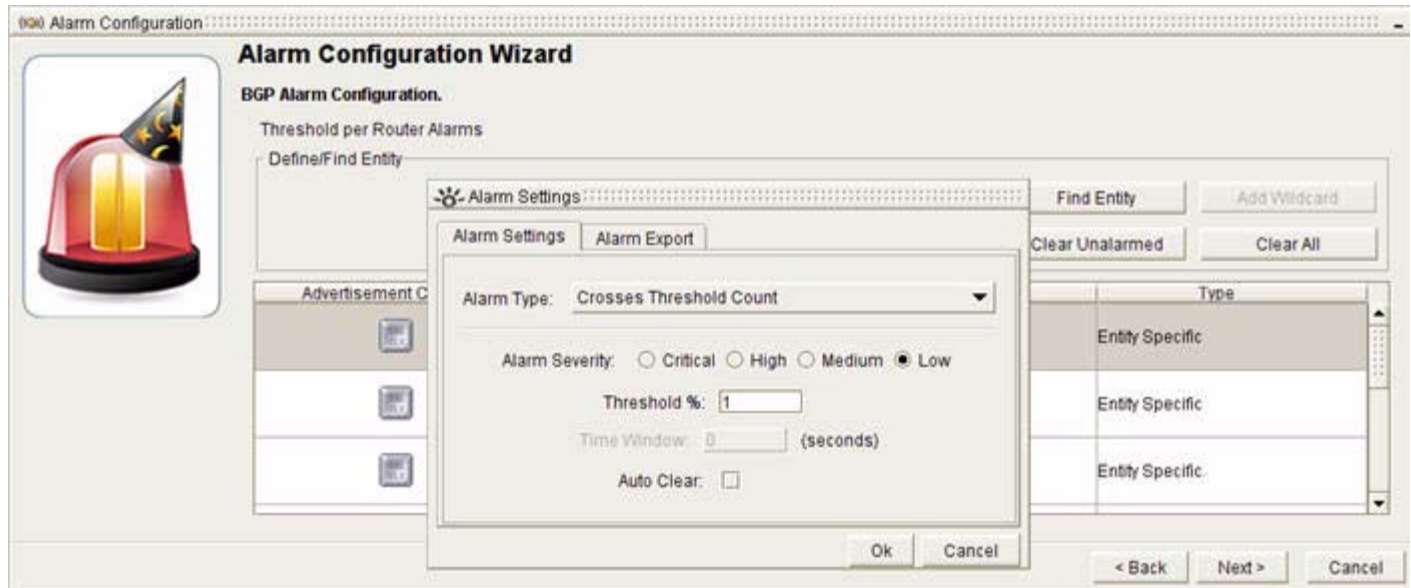 Alarm Configuration
Alarm Configuration Wizard
BGP Alarm Configuration.
Threshold per Router Alarms
Define/Find Entity
Find Entity
Add Wildcard
Clear Unalarmed
Clear All
Advertisement C
Type
Entity Specific
Entity Specific
Entity Specific
Alarm Settings
Alarm Settings
Alarm Export
Alarm Type: Crosses Threshold Count
Alarm Severity: Critical High Medium Low
Threshold %: 1
Time Window: 0 (seconds)
Auto Clear:
Ok Cancel
< Back Next > Cancel